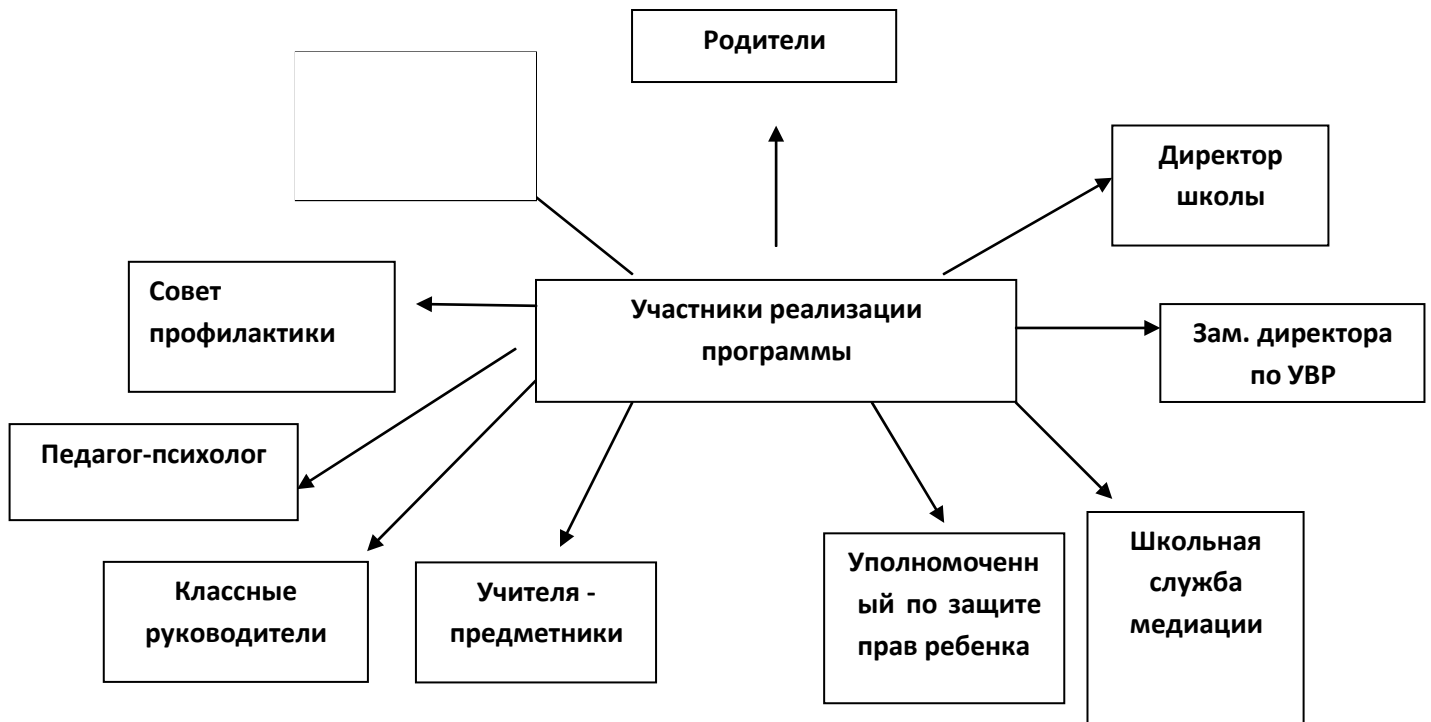 Родители
Директор
школы
Совет
профилактики
Участники реализации
программы
Зам. директора
по УВР
Педагог-психолог
Классные
руководители
Учителя -
предметники
Уполномоченн
ый по защите
прав ребенка
Школьная
служба
медиации